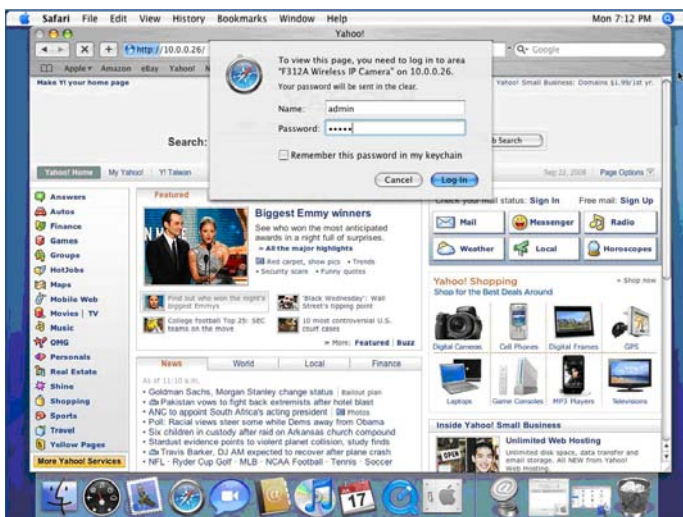 Safari File Edit View History Bookmarks Window Help Mon 7:12 PM
Yahoo!
http://10.0.0.26/ Google
Apple Amazon eBay Yahoo!
To view this page, you need to log in to area
"F312A Wireless IP Camera" on 10.0.0.26.
Your password will be sent in the clear.
Name: admin
Password: •••••
Remember this password in my keychain
Cancel Log In
Make Y! your home page
Yahoo! Small Business: Domains $1.99/1st yr.
Search:
Search
Yahoo! Home My Yahoo! Y! Taiwan
Sep 22, 2008 Page Options
Answers
Autos
Finance
Games
Groups
HotJobs
Maps
Mobile Web
Movies | TV
Music
OMG
Personals
Real Estate
Shine
Shopping
Sports
Travel
Yellow Pages
More Yahoo! Services
Featured
Biggest Emmy winners
See who won the most anticipated
awards in a night full of surprises.
» All the major highlights
Red carpet, show pics • Trends
• Security scare • Funny quotes
Find out who won the night's
biggest Emmys
'Black Wednesday': Wall
Street's tipping point
College football Top 25: SEC
teams on the move
10 most controversial U.S.
court cases
» More: Featured | Buzz
News World Local Finance
As of 11:10 a.m.
• Goldman Sachs, Morgan Stanley change status | Bailout plan
• Pakistan vows to fight back extremists after hotel blast
• ANC to appoint South Africa's acting president | Photos
• Poll: Racial views steer some white Dems away from Obama
• Six children in custody after raid on Arkansas church compound
• Stardust evidence points to violent planet collision, study finds
• Travis Barker, DJ AM expected to recover after plane crash
• NFL · Ryder Cup Golf · MLB · NCAA Football · Tennis · Soccer
Check your mail status: Sign In Free mail: Sign Up
Mail Messenger Radio
Weather Local Horoscopes
Yahoo! Shopping » Shop now
Shop for the Best Deals Around
Digital Cameras Cell Phones Digital Frames GPS
Laptops Game Consoles MP3 Players Televisions
Inside Yahoo! Small Business
Unlimited Web Hosting
Unlimited disk space, data transfer and
email storage. All NEW from Yahoo!
Web Hosting.
17